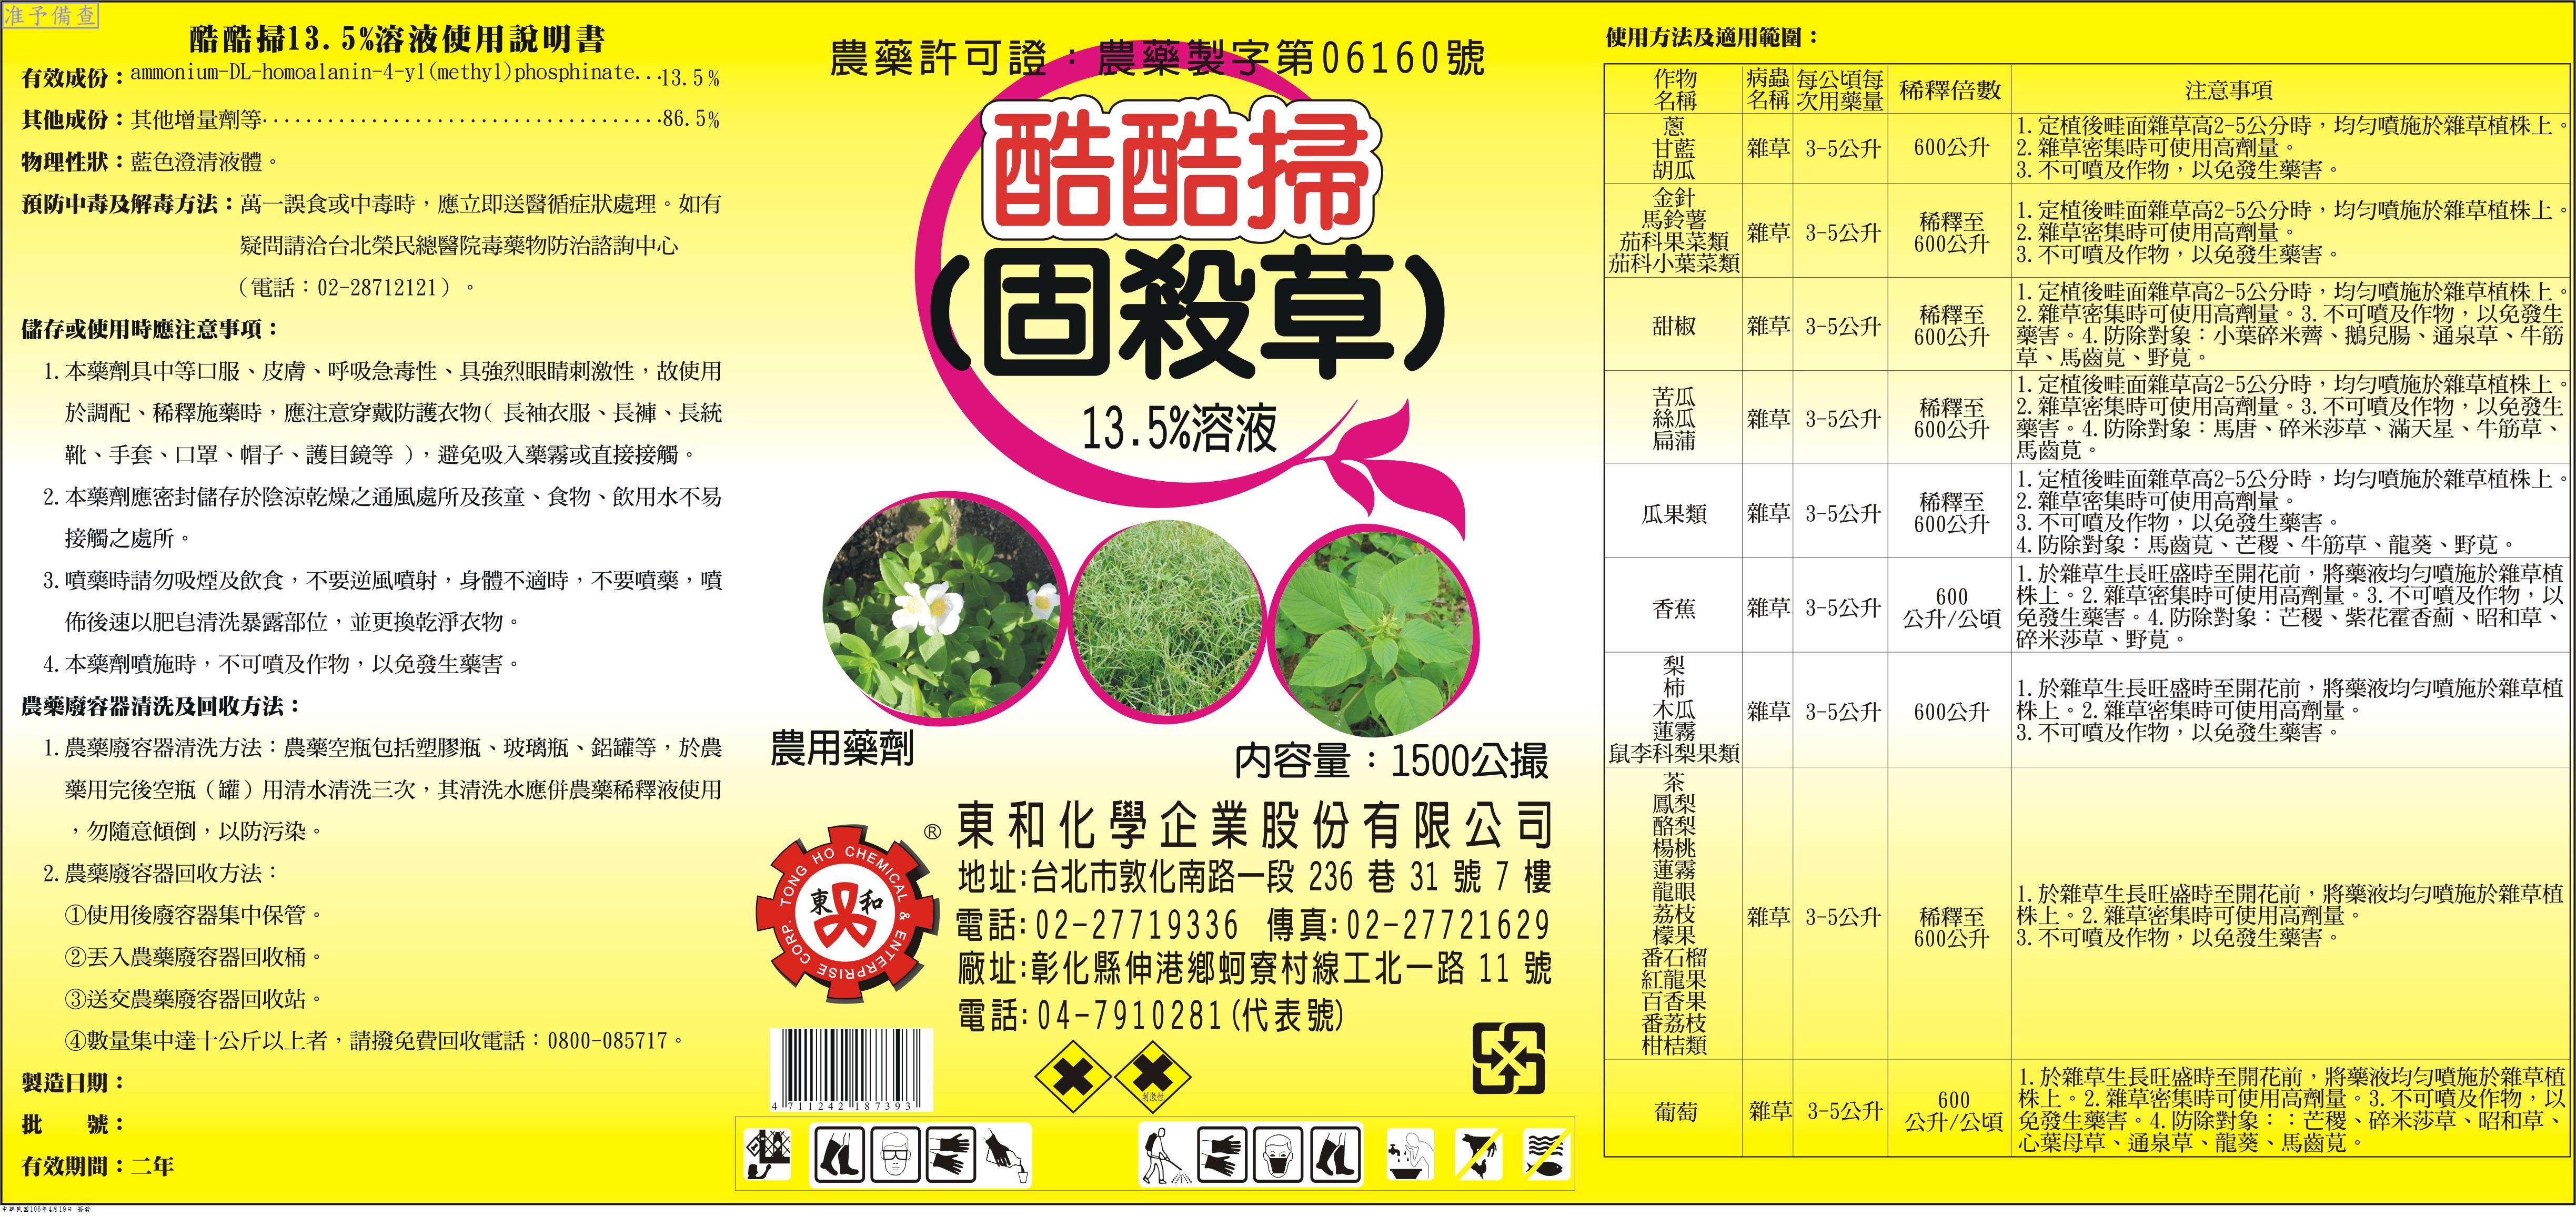 准予備查
酷酷掃13.5%溶液使用說明書
有效成份：ammonium-DL-homoalanin-4-yl(methyl)phosphinate...13.5%
其他成份：其他增量劑等····································86.5%
物理性狀：藍色澄清液體。
預防中毒及解毒方法：萬一誤食或中毒時，應立即送醫循症狀處理。如有
疑問請洽台北榮民總醫院毒藥物防治諮詢中心
（電話：02-28712121）。
儲存或使用時應注意事項：
1.本藥劑具中等口服、皮膚、呼吸急毒性、具強烈眼睛刺激性，故使用
於調配、稀釋施藥時，應注意穿戴防護衣物（ 長袖衣服、長褲、長統
靴、手套、口罩、帽子、護目鏡等 ），避免吸入藥霧或直接接觸。
2.本藥劑應密封儲存於陰涼乾燥之通風處所及孩童、食物、飲用水不易
接觸之處所。
3.噴藥時請勿吸煙及飲食，不要逆風噴射，身體不適時，不要噴藥，噴
佈後速以肥皂清洗暴露部位，並更換乾淨衣物。
4.本藥劑噴施時，不可噴及作物，以免發生藥害。
農藥廢容器清洗及回收方法：
1.農藥廢容器清洗方法：農藥空瓶包括塑膠瓶、玻璃瓶、鋁罐等，於農
藥用完後空瓶（罐）用清水清洗三次，其清洗水應併農藥稀釋液使用
，勿隨意傾倒，以防污染。
2.農藥廢容器回收方法：
①使用後廢容器集中保管。
②丟入農藥廢容器回收桶。
③送交農藥廢容器回收站。
④數量集中達十公斤以上者，請撥免費回收電話：0800-085717。
製造日期：
批　　號：
有效期間：二年
中華民國106年4月19日 簽發
農藥許可證：農藥製字第06160號
酷酷掃
（固殺草）
13.5%溶液
農用藥劑
內容量：1500公撮
TONG HO CHEMICAL & ENTERPRISE CORP.
東和
®
東和化學企業股份有限公司
地址:台北市敦化南路一段 236 巷 31 號 7 樓
電話:02-27719336 傳真:02-27721629
廠址:彰化縣伸港鄉蚵寮村線工北一路 11 號
電話:04-7910281(代表號)
4 711242 187393
刺激性
使用方法及適用範圍：
作物名稱 病蟲名稱 每公頃每次用藥量 稀釋倍數 注意事項
蔥
甘藍
胡瓜
雜草 3-5公升 600公升
1.定植後畦面雜草高2-5公分時，均勻噴施於雜草植株上。
2.雜草密集時可使用高劑量。
3.不可噴及作物，以免發生藥害。
金針
馬鈴薯
茄科果菜類
茄科小葉菜類
雜草 3-5公升 稀釋至
600公升
1.定植後畦面雜草高2-5公分時，均勻噴施於雜草植株上。
2.雜草密集時可使用高劑量。
3.不可噴及作物，以免發生藥害。
甜椒
雜草 3-5公升 稀釋至
600公升
1.定植後畦面雜草高2-5公分時，均勻噴施於雜草植株上。
2.雜草密集時可使用高劑量。3.不可噴及作物，以免發生
藥害。4.防除對象：小葉碎米薺、鵝兒腸、通泉草、牛筋
草、馬齒莧、野莧。
苦瓜
絲瓜
扁蒲
雜草 3-5公升 稀釋至
600公升
1.定植後畦面雜草高2-5公分時，均勻噴施於雜草植株上。
2.雜草密集時可使用高劑量。3.不可噴及作物，以免發生
藥害。4.防除對象：馬唐、碎米莎草、滿天星、牛筋草、
馬齒莧。
瓜果類
雜草 3-5公升 稀釋至
600公升
1.定植後畦面雜草高2-5公分時，均勻噴施於雜草植株上。
2.雜草密集時可使用高劑量。
3.不可噴及作物，以免發生藥害。
4.防除對象：馬齒莧、芒稷、牛筋草、龍葵、野莧。
香蕉
雜草 3-5公升 600
公升/公頃
1.於雜草生長旺盛時至開花前，將藥液均勻噴施於雜草植
株上。2.雜草密集時可使用高劑量。3.不可噴及作物，以
免發生藥害。4.防除對象：芒稷、紫花霍香薊、昭和草、
碎米莎草、野莧。
梨
柿
木瓜
蓮霧
鼠李科梨果類
雜草 3-5公升 600公升
1.於雜草生長旺盛時至開花前，將藥液均勻噴施於雜草植
株上。2.雜草密集時可使用高劑量。
3.不可噴及作物，以免發生藥害。
茶
鳳梨
酪梨
楊桃
蓮霧
龍眼
荔枝
檬果
番石榴
紅龍果
百香果
番荔枝
柑桔類
雜草 3-5公升 稀釋至
600公升
1.於雜草生長旺盛時至開花前，將藥液均勻噴施於雜草植
株上。2.雜草密集時可使用高劑量。
3.不可噴及作物，以免發生藥害。
葡萄
雜草 3-5公升 600
公升/公頃
1.於雜草生長旺盛時至開花前，將藥液均勻噴施於雜草植
株上。2.雜草密集時可使用高劑量。3.不可噴及作物，以
免發生藥害。4.防除對象：：芒稷、碎米莎草、昭和草、
心葉母草、通泉草、龍葵、馬齒莧。